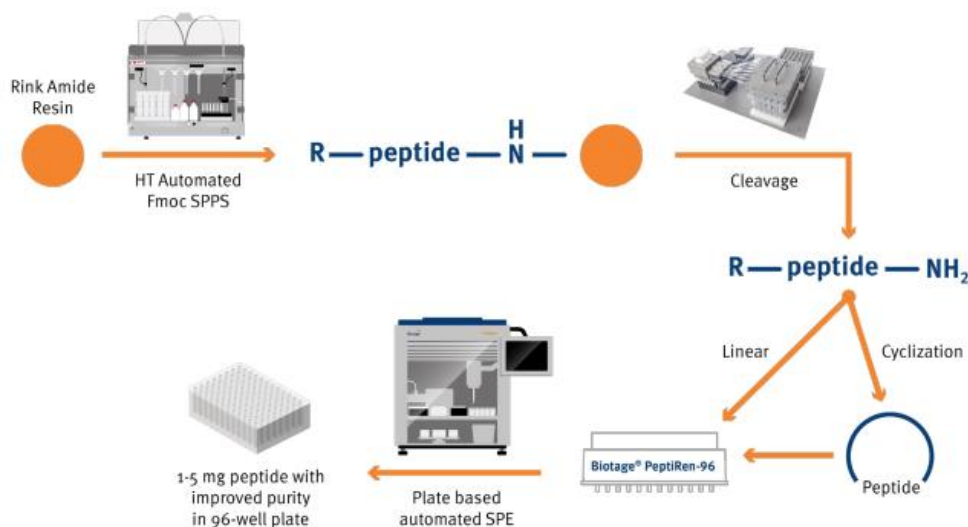 Rink Amide
Resin
HT Automated
Fmoc SPPS
R—peptide—N—
H
Cleavage
R—peptide—NH₂
Linear
Cyclization
Peptide
Biotage® PeptiRen-96
Plate based
automated SPE
1-5 mg peptide with
improved purity
in 96-well plate